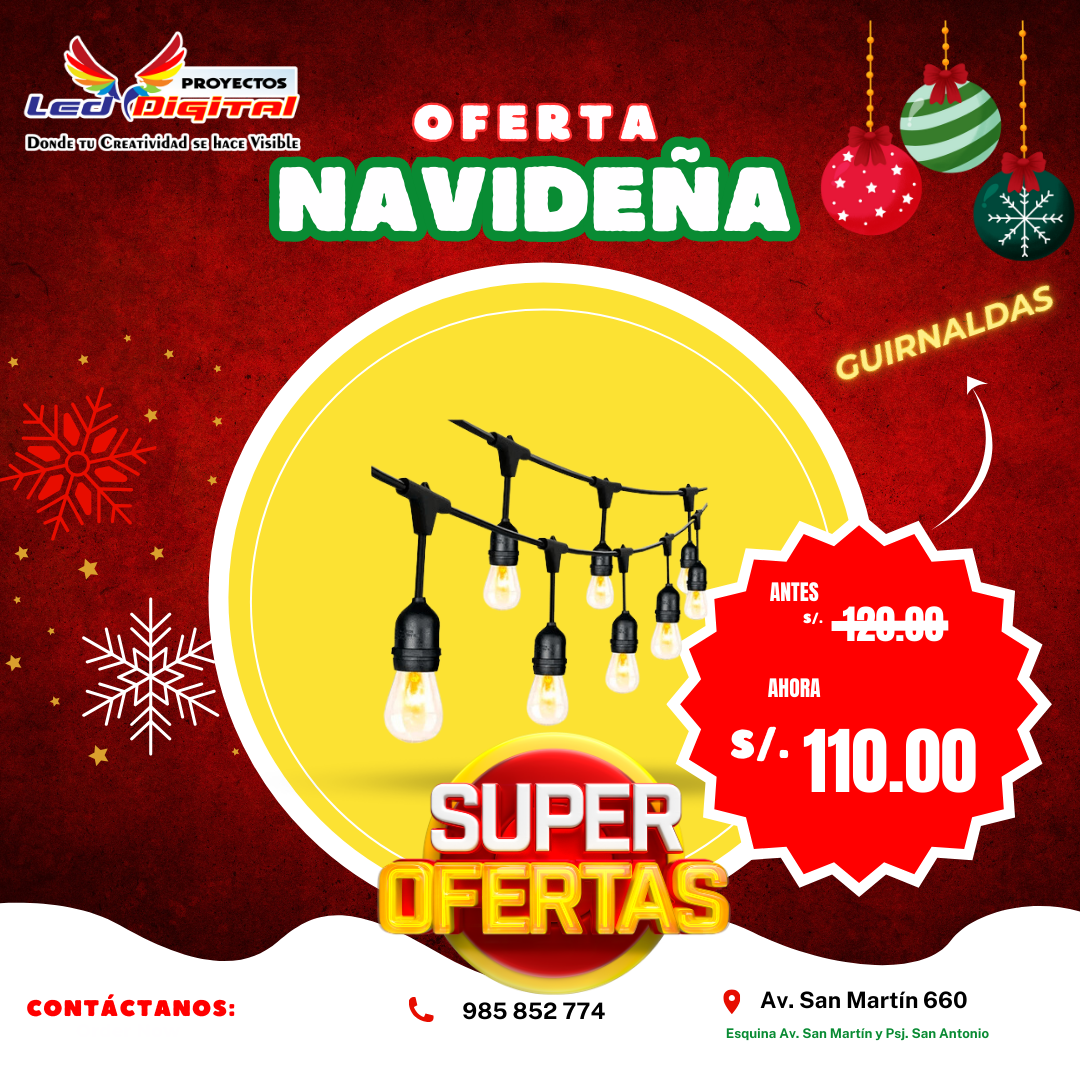 PROYECTOS
Led Digital
Donde tu Creatividad se hace Visible
OFERTA
NAVIDEÑA
GUIRNALDAS
ANTES
S/. 120.00
AHORA
S/. 110.00
SUPER
OFERTAS
CONTÁCTANOS:
985 852 774
Av. San Martín 660
Esquina Av. San Martín y Psj. San Antonio